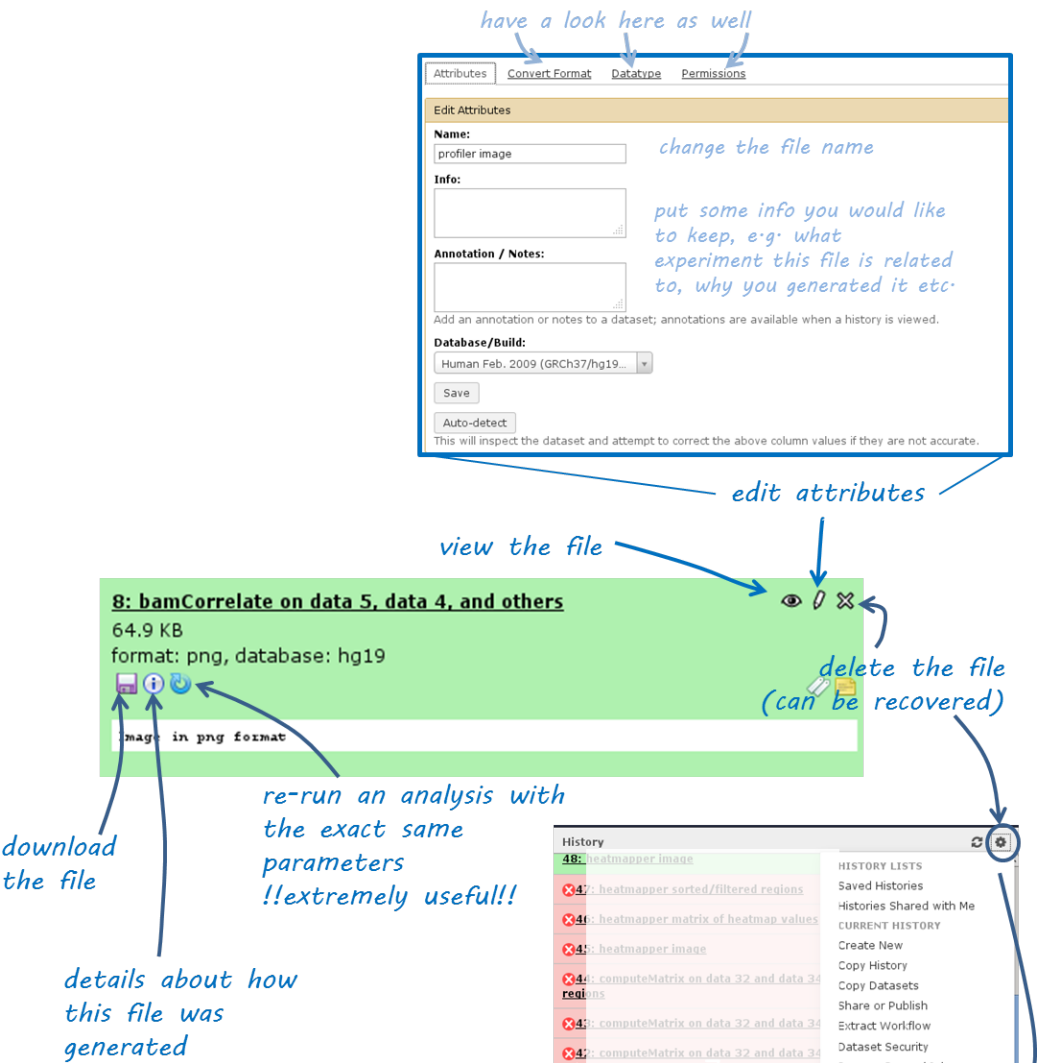 have a look here as well
Attributes Convert Format Datatype Permissions
Edit Attributes
Name:
profiler image
change the file name
Info:
put some info you would like
to keep, e.g. what
experiment this file is related
to, why you generated it etc.
Annotation / Notes:
Add an annotation or notes to a dataset; annotations are available when a history is viewed.
Database/Build:
Human Feb. 2009 (GRCh37/hg19...
Save
Auto-detect
This will inspect the dataset and attempt to correct the above column values if they are not accurate.
edit attributes
view the file
8: bamCorrelate on data 5, data 4, and others
64.9 KB
format: png, database: hg19
delete the file
(can be recovered)
Image in png format
re-run an analysis with
the exact same
parameters
!!extremely useful!!
download
the file
details about how
this file was
generated
History
48: heatmapper image
47: heatmapper sorted/filtered regions
46: heatmapper matrix of heatmap values
45: heatmapper image
44: computeMatrix on data 32 and data 34
regions
43: computeMatrix on data 32 and data 34
42: computeMatrix on data 32 and data 34
HISTORY LISTS
Saved Histories
Histories Shared with Me
CURRENT HISTORY
Create New
Copy History
Copy Datasets
Share or Publish
Extract Workflow
Dataset Security